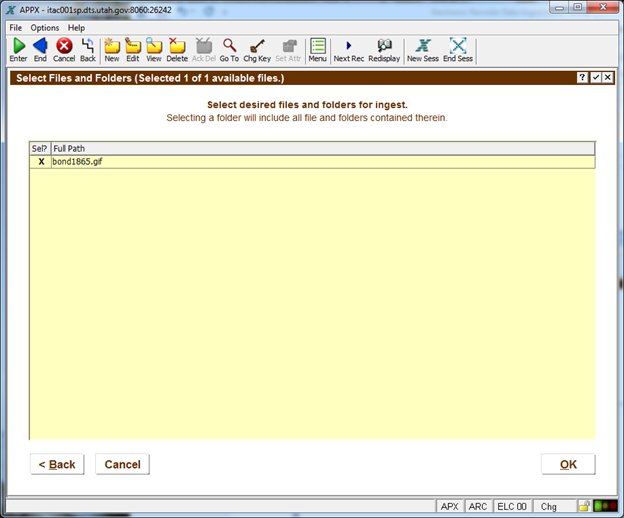 APPX - itac001sp.dts.utah.gov:8060:26242
File Options Help
Enter End Cancel Back New Edit View Delete Ack Del Go To Chg Key Set Attr Menu Next Rec Redisplay New Sess End Sess
Select Files and Folders (Selected 1 of 1 available files.)
Select desired files and folders for ingest.
Selecting a folder will include all file and folders contained therein.
Sel? Full Path
X bond1865.gif
< Back Cancel OK
APX ARC ELC 00 Chg